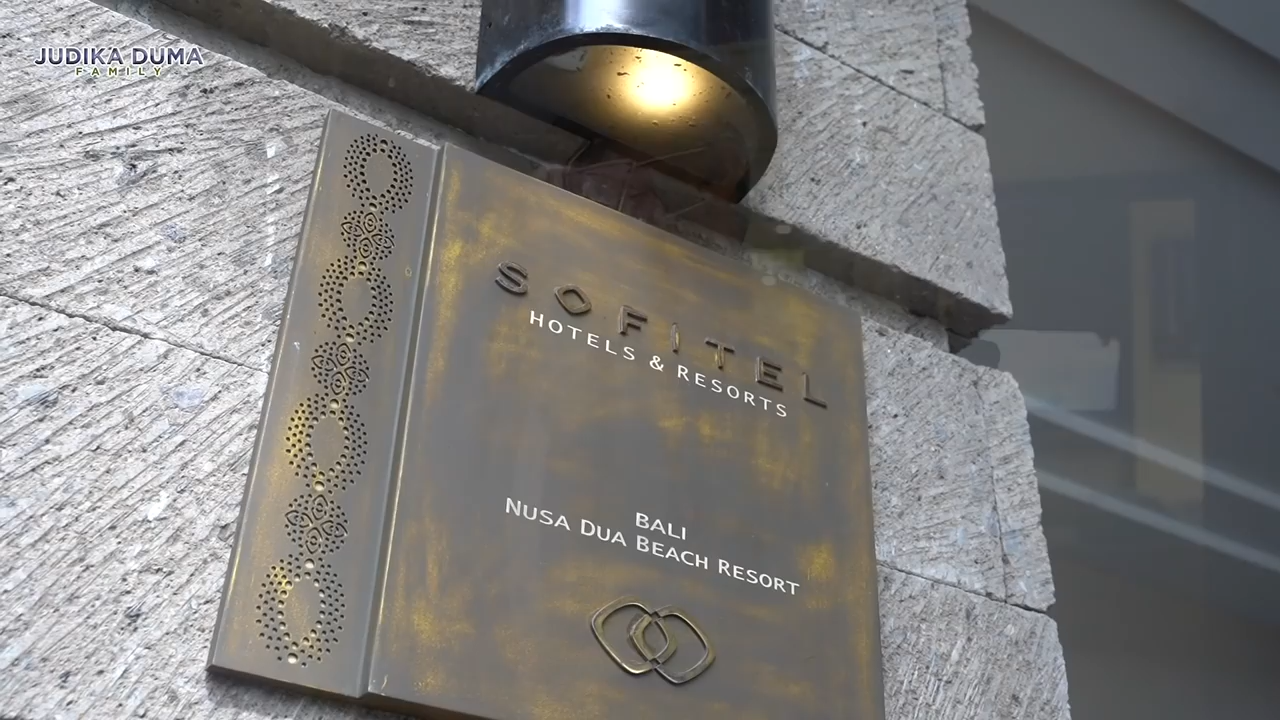 JUDIKA DUMA
FAMILY
SOFITEL
HOTELS & RESORTS
BALI
NUSA DUA BEACH RESORT